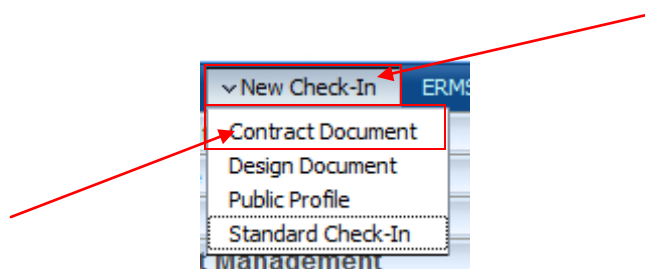 New Check-In ERMS
Contract Document
Design Document
Public Profile
Standard Check-In
t Management